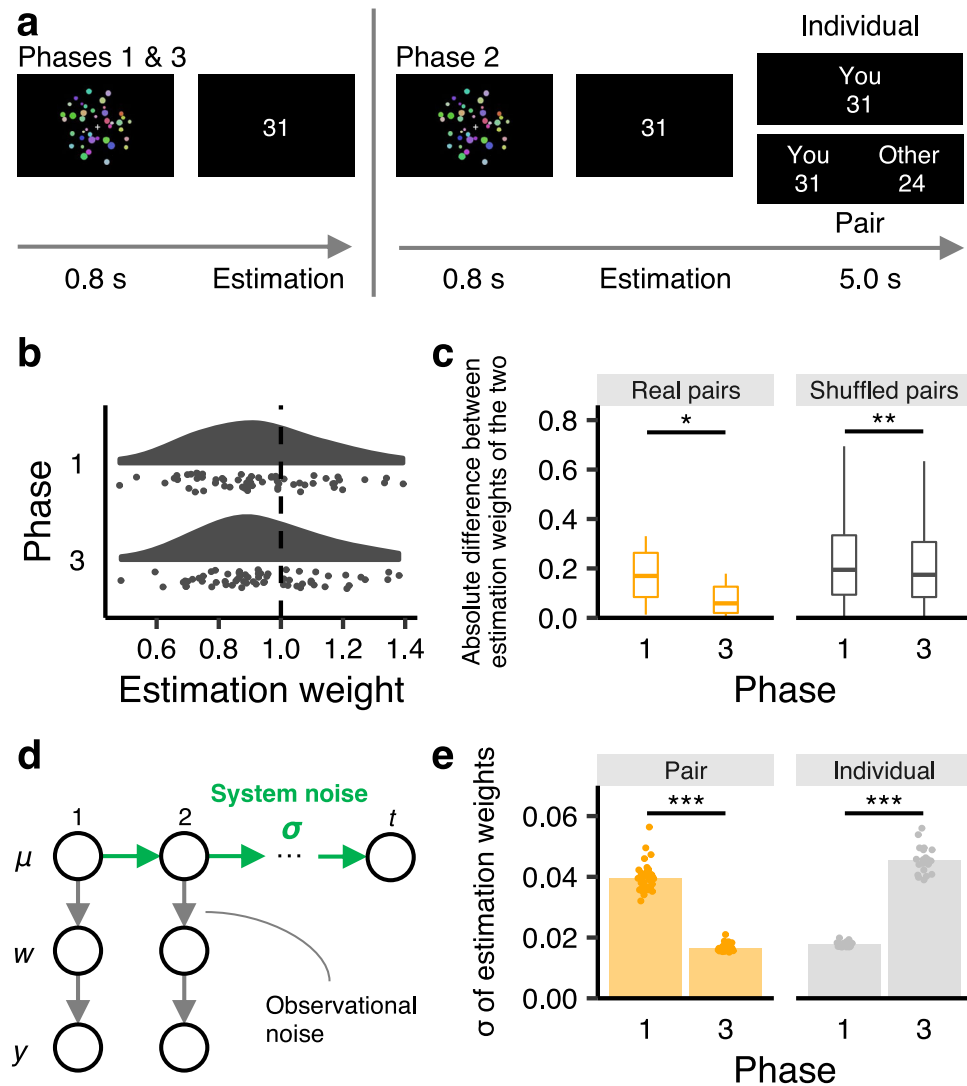 a
Phases 1 & 3
31
0.8 s
Estimation
Phase 2
31
Individual
You
31
You Other
31 24
Pair
0.8 s
Estimation
5.0 s
b
Phase
1
3
0.6 0.8 1.0 1.2 1.4
Estimation weight
c
Absolute difference between
estimation weights of the two
Real pairs
Shuffled pairs
*
**
0.8
0.6
0.4
0.2
0.0
1 3 1 3
Phase
d
System noise
σ
1 2 ... t
μ
w
y
Observational
noise
e
σ of estimation weights
Pair
Individual
***
***
0.06
0.04
0.02
0.00
1 3 1 3
Phase